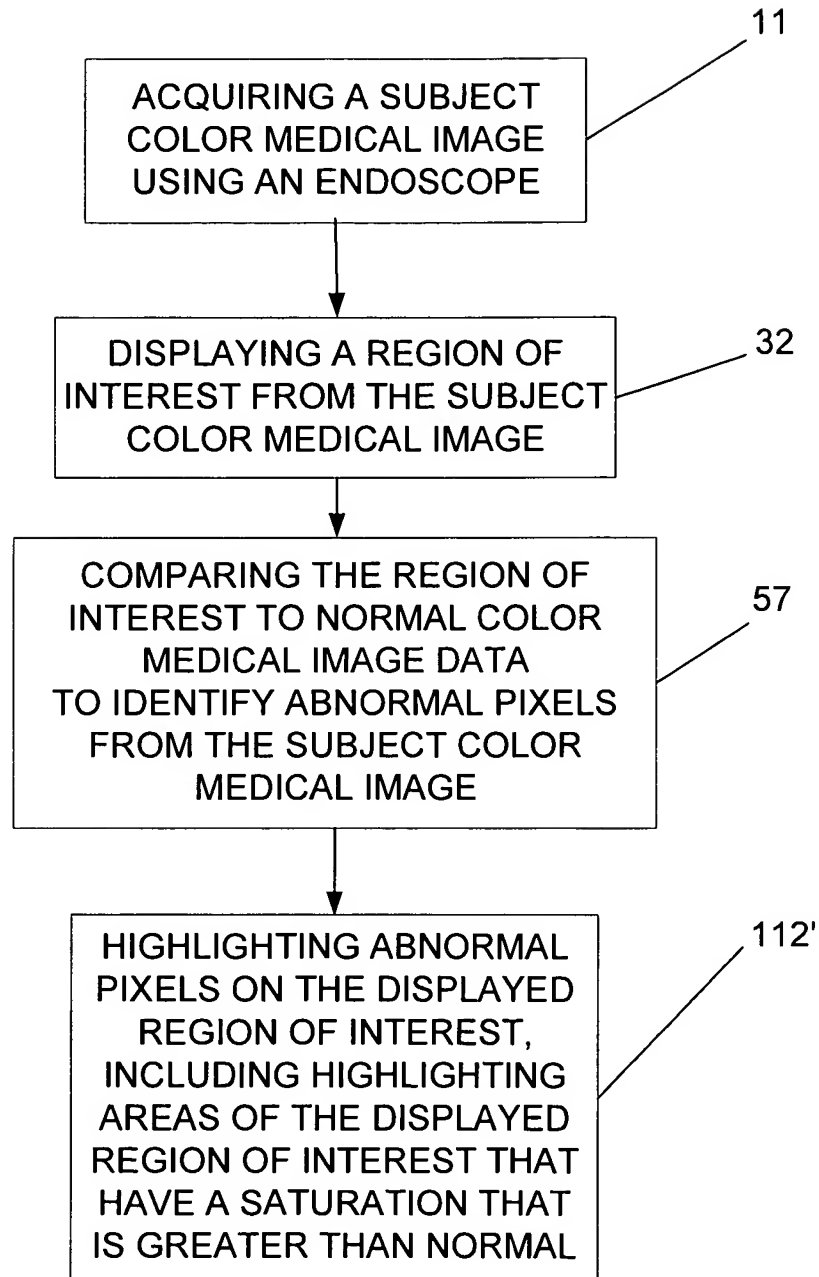 11
ACQUIRING A SUBJECT
COLOR MEDICAL IMAGE
USING AN ENDOSCOPE
32
DISPLAYING A REGION OF
INTEREST FROM THE SUBJECT
COLOR MEDICAL IMAGE
57
COMPARING THE REGION OF
INTEREST TO NORMAL COLOR
MEDICAL IMAGE DATA
TO IDENTIFY ABNORMAL PIXELS
FROM THE SUBJECT COLOR
MEDICAL IMAGE
112'
HIGHLIGHTING ABNORMAL
PIXELS ON THE DISPLAYED
REGION OF INTEREST,
INCLUDING HIGHLIGHTING
AREAS OF THE DISPLAYED
REGION OF INTEREST THAT
HAVE A SATURATION THAT
IS GREATER THAN NORMAL